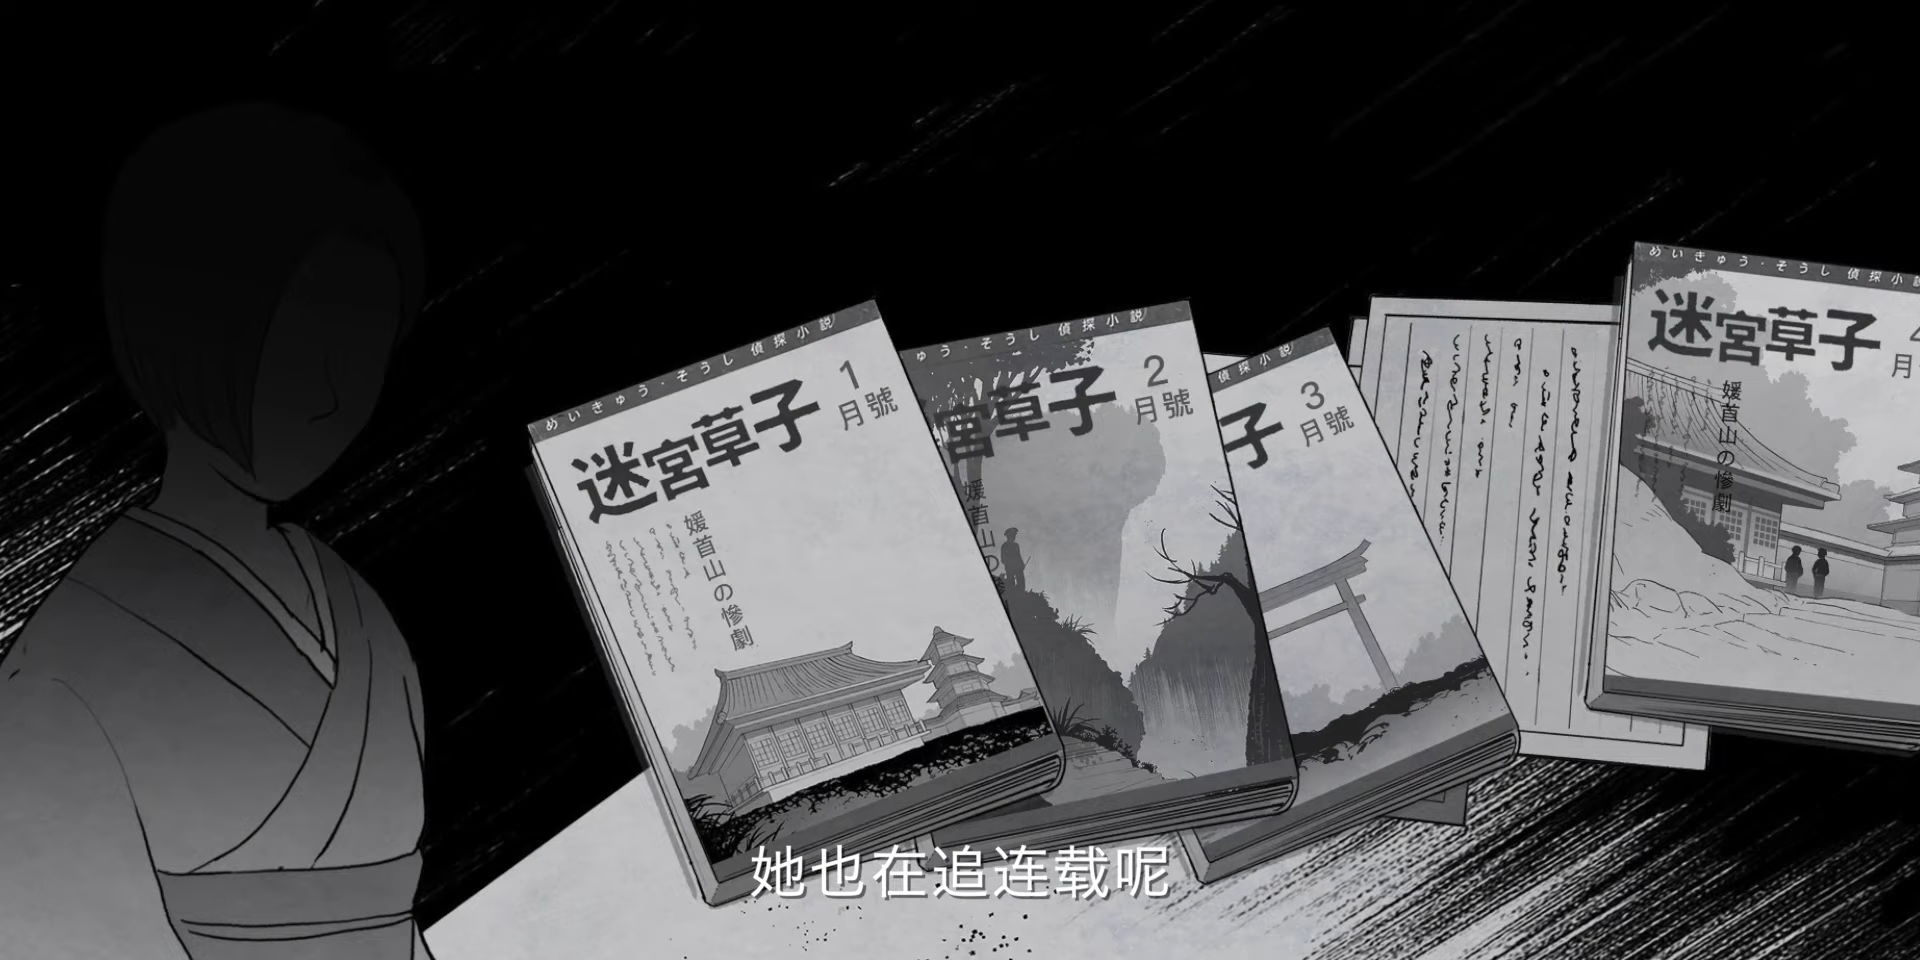 めいきゅう・そうし 偵探小説
迷宮草子
1
月號
媛首山の惨劇
ゅう・そうし 偵探小説
宮草子
2
月號
媛首山の惨
偵探小説
子
3
月號
めいきゅう・そうし 偵探小
迷宮草子
月
媛首山の惨劇
她也在追连载呢